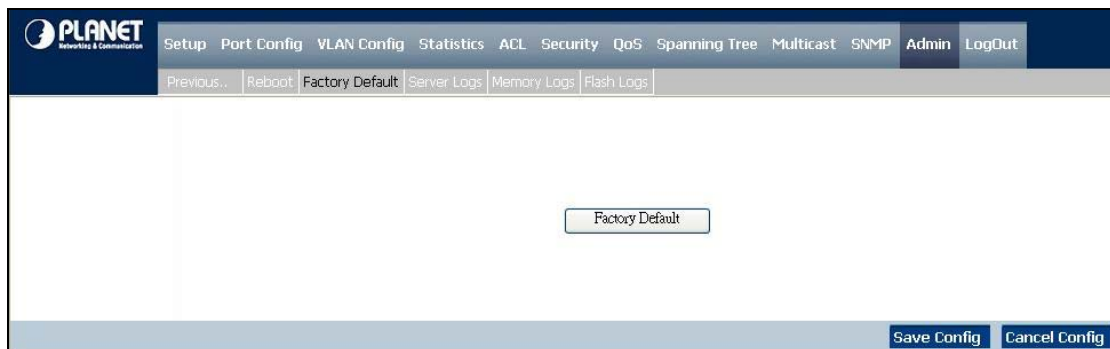 PLANET
Networking & Communication
Setup Port Config VLAN Config Statistics ACL Security QoS Spanning Tree Multicast SNMP Admin LogOut
Previous.. Reboot Factory Default Server Logs Memory Logs Flash Logs
Factory Default
Save Config Cancel Config